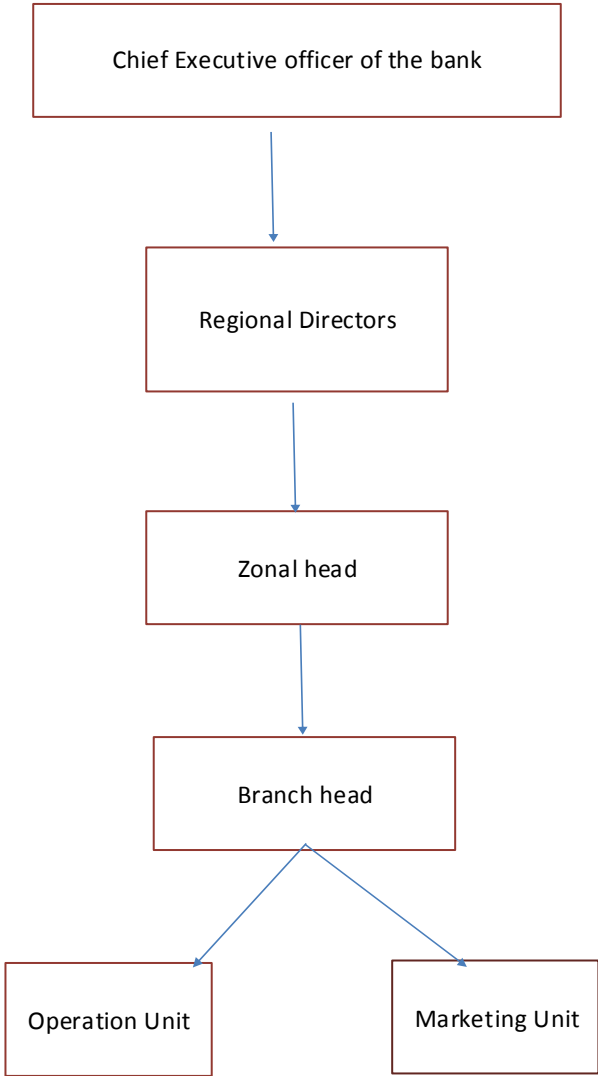 Chief Executive officer of the bank
Regional Directors
Zonal head
Branch head
Operation Unit
Marketing Unit